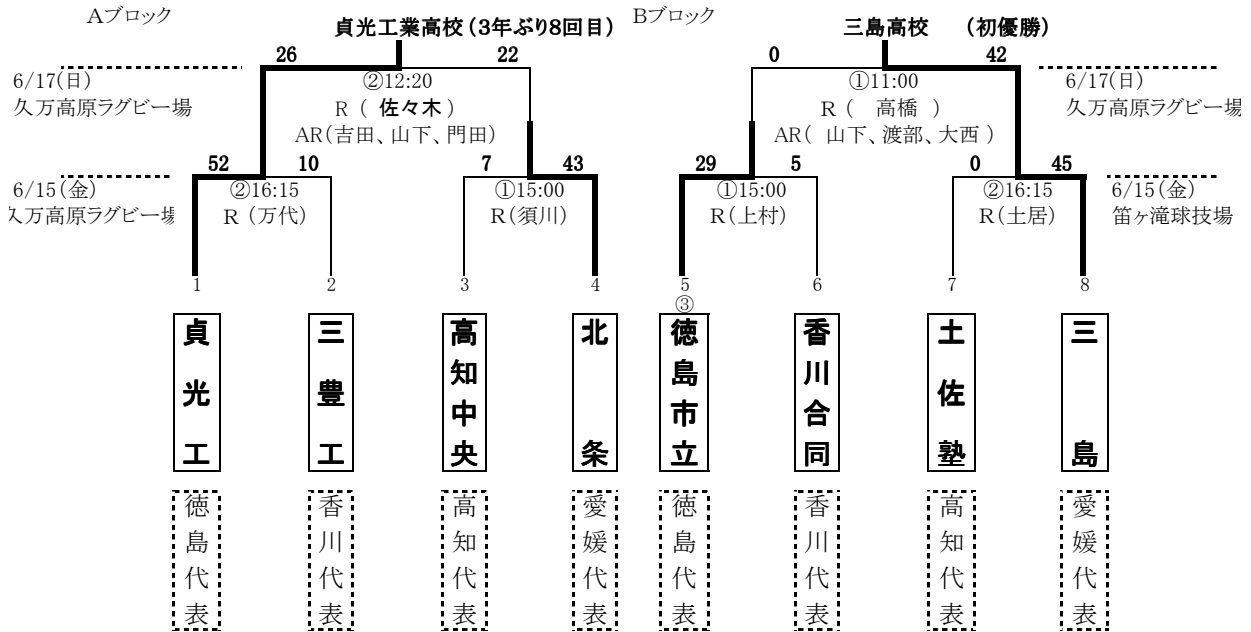 Aブロック
貞光工業高校(3年ぶり8回目)
26
22
②12:20
R ( 佐々木 )
AR(吉田、山下、門田)
6/17(日)
久万高原ラグビー場
52
10
7
43
②16:15
R (万代)
①15:00
R(須川)
6/15(金)
久万高原ラグビー場
1
2
3
4
貞光工
三豊工
高知中央
北条
徳島代表
香川代表
高知代表
愛媛代表
Bブロック
三島高校 (初優勝)
0
42
①11:00
R ( 高橋 )
AR( 山下、渡部、大西 )
6/17(日)
久万高原ラグビー場
29
5
0
45
①15:00
R(上村)
②16:15
R(土居)
6/15(金)
笛ヶ滝球技場
5
6
7
8
③
徳島市立
香川合同
土佐塾
三島
徳島代表
香川代表
高知代表
愛媛代表